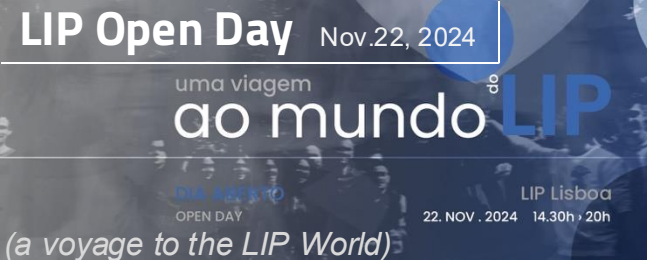 LIP Open Day Nov.22, 2024
uma viagem
ao mundo do LIP
DIA ABERTO
OPEN DAY
LIP Lisboa
22. NOV . 2024 14.30h › 20h
(a voyage to the LIP World)